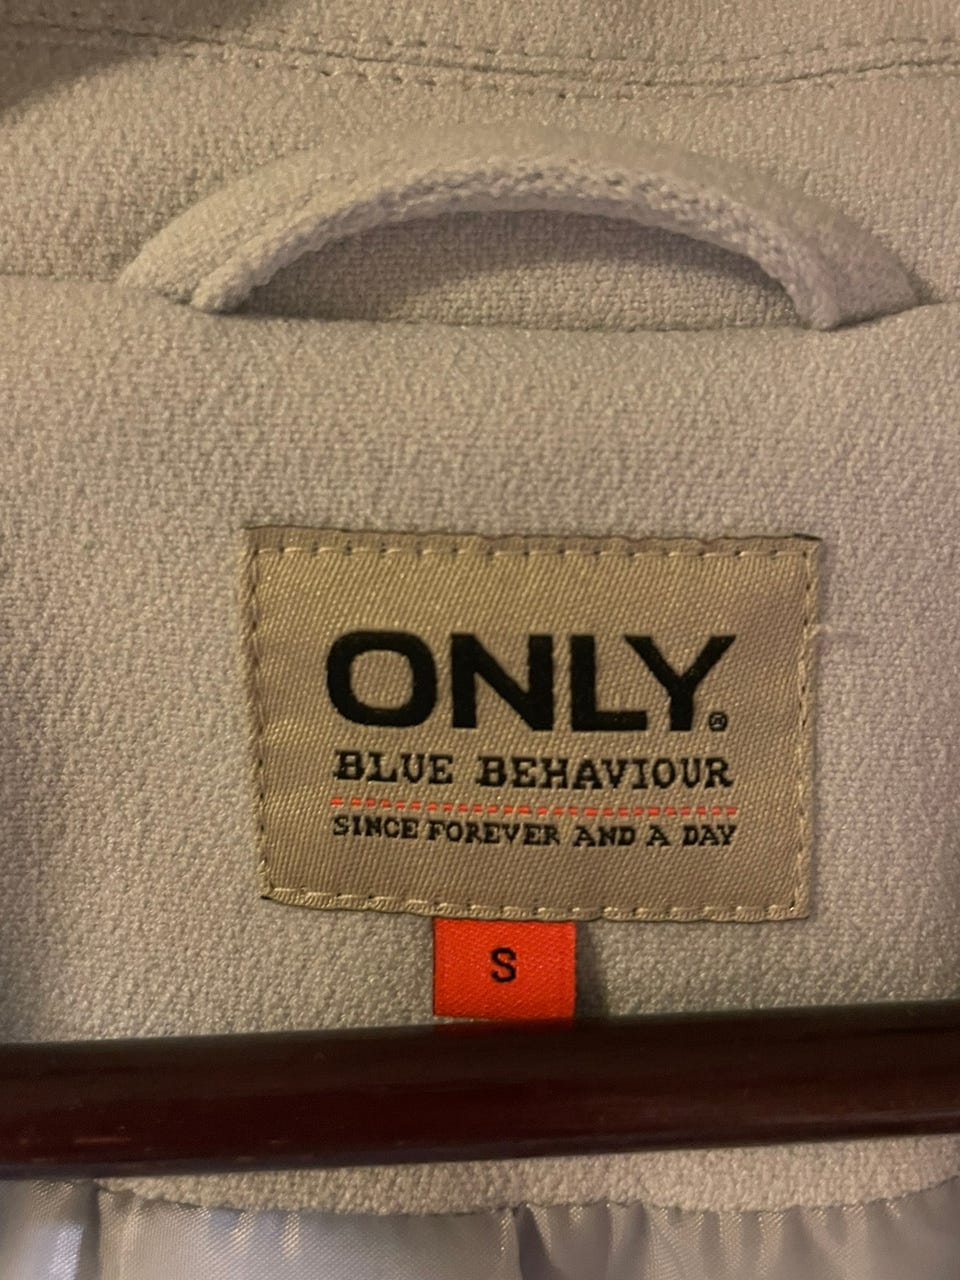 ONLY®
BLUE BEHAVIOUR
SINCE FOREVER AND A DAY
S